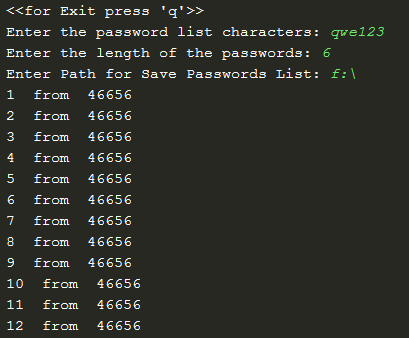 <<for Exit press 'q'>>
Enter the password list characters: qwe123
Enter the length of the passwords: 6
Enter Path for Save Passwords List: f:\
1  from  46656
2  from  46656
3  from  46656
4  from  46656
5  from  46656
6  from  46656
7  from  46656
8  from  46656
9  from  46656
10  from  46656
11  from  46656
12  from  46656